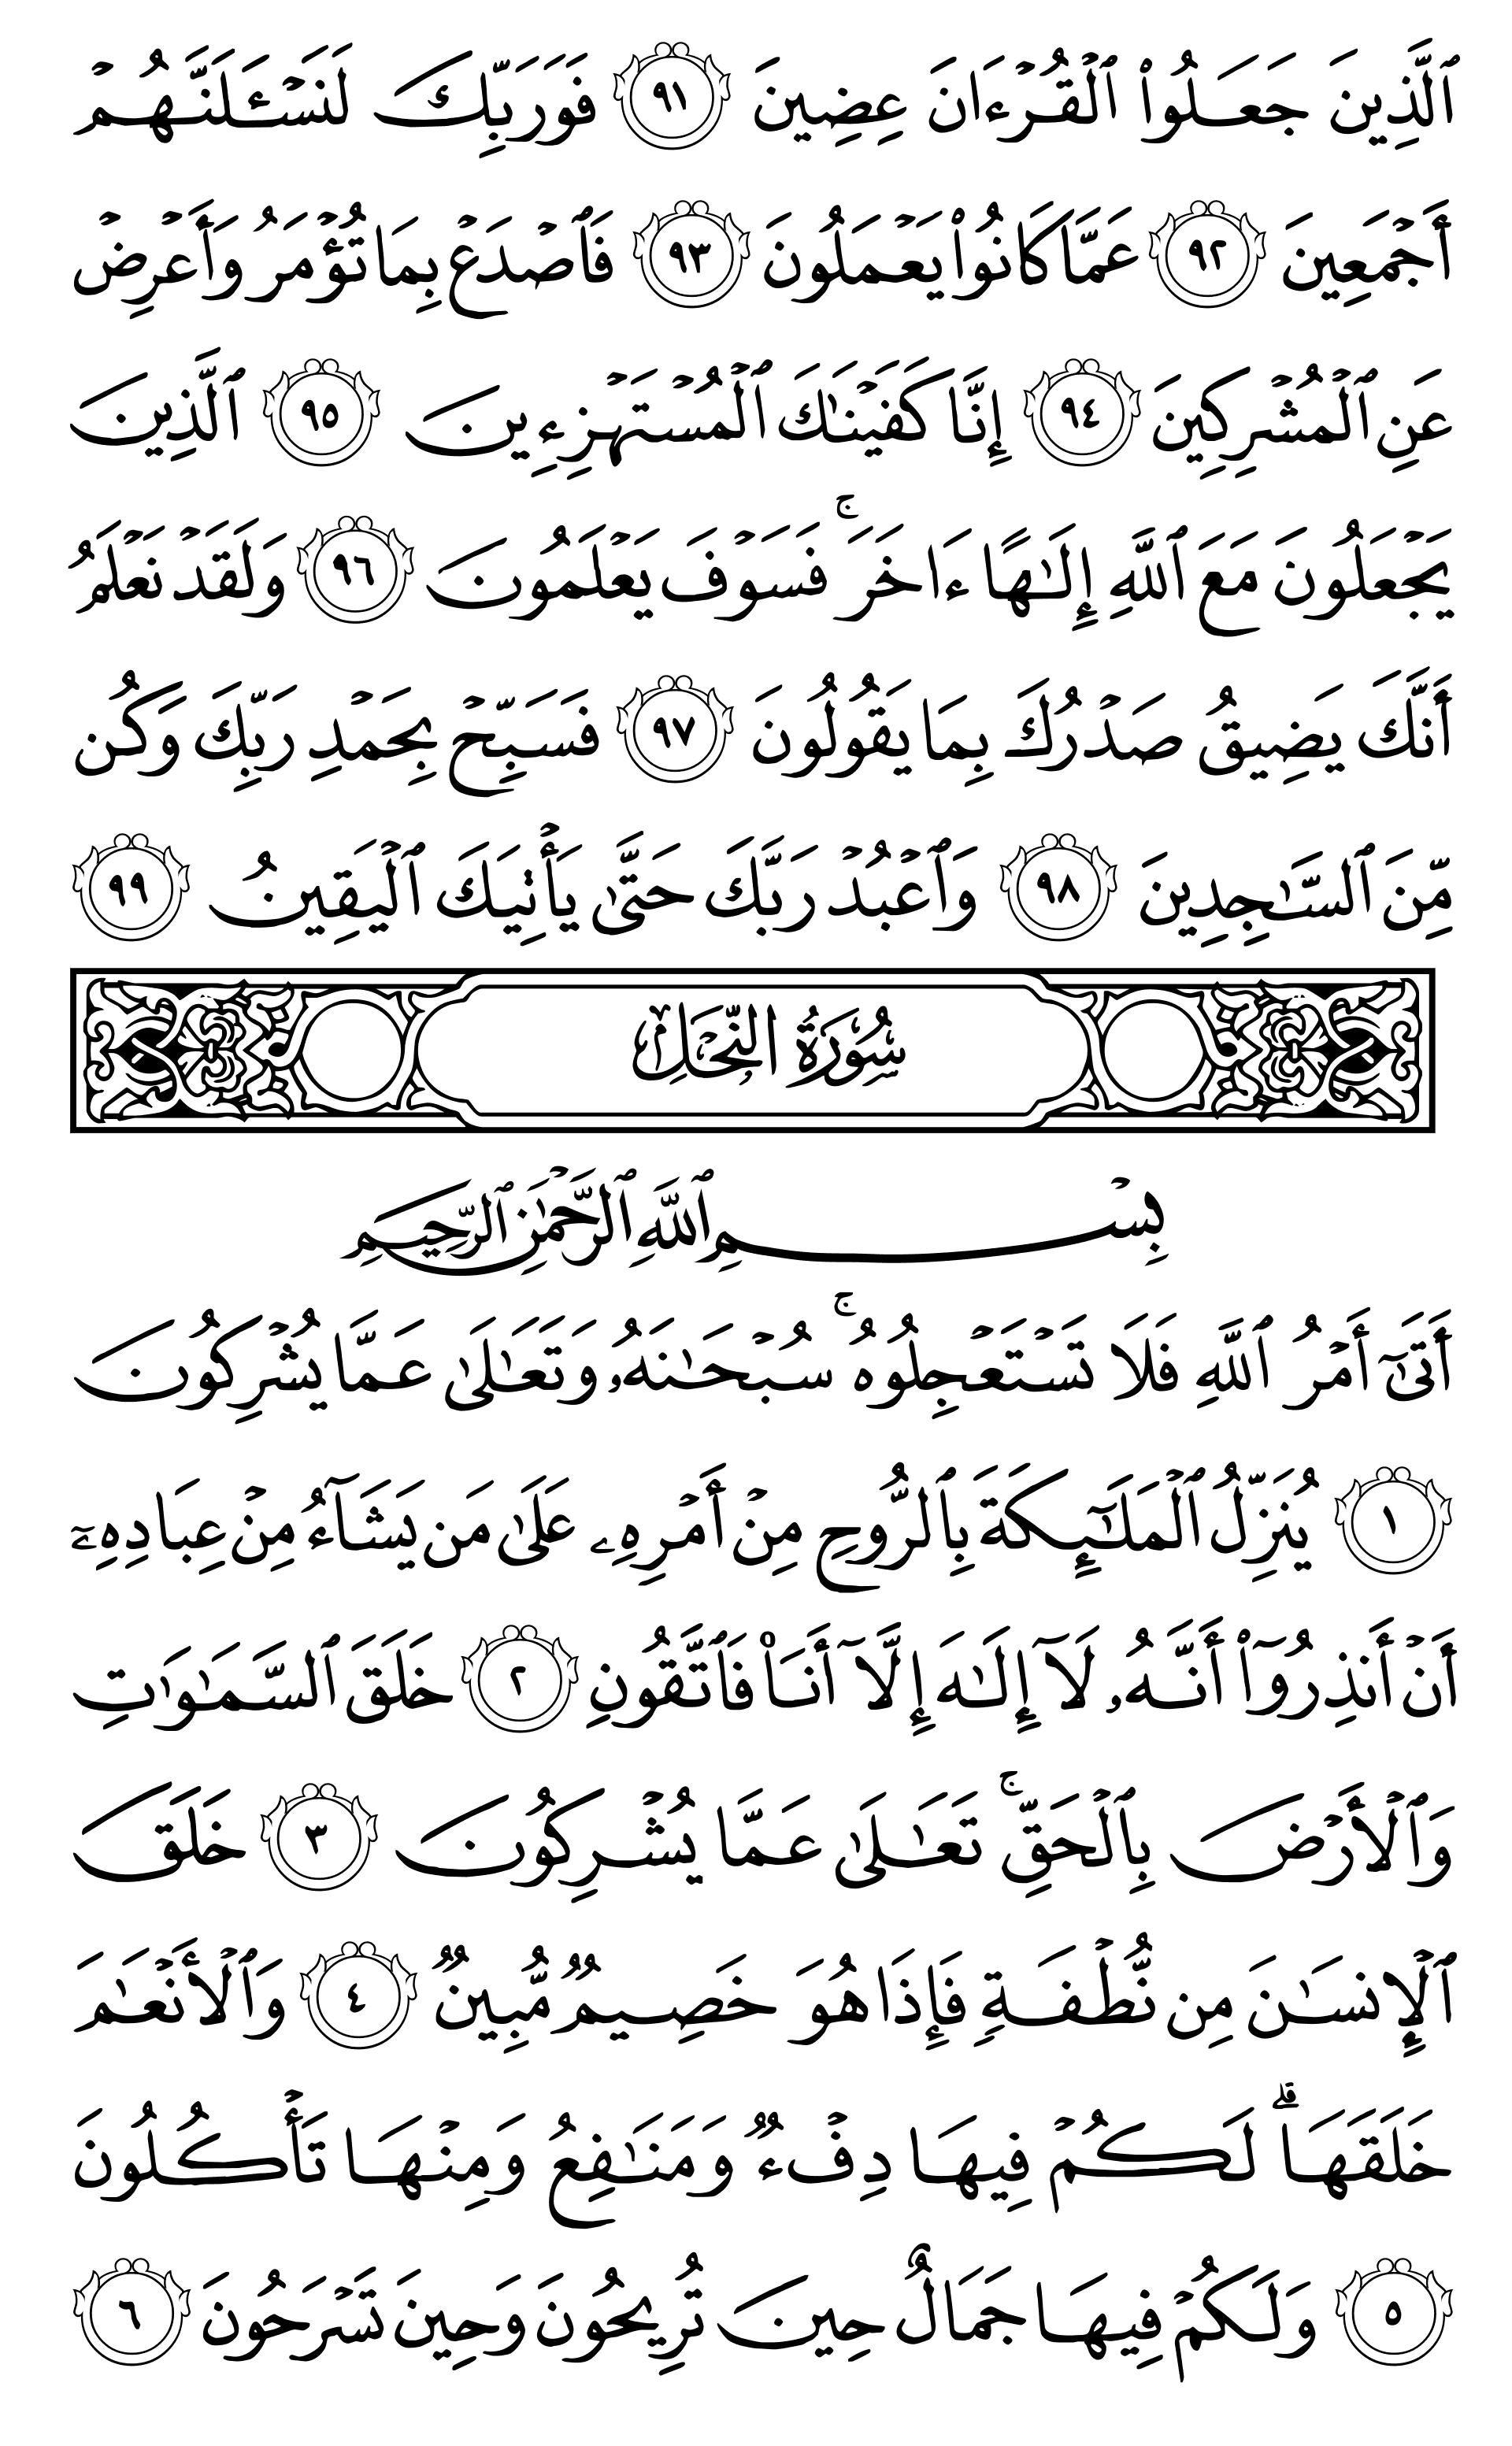 ٱلَّذِينَ جَعَلُوا۟ ٱلْقُرْءَانَ عِضِينَ ٩١ فَوَرَبِّكَ لَنَسْـَٔلَنَّهُمْ
أَجْمَعِينَ ٩٢ عَمَّا كَانُوا۟ يَعْمَلُونَ ٩٣ فَٱصْدَعْ بِمَا تُؤْمَرُ وَأَعْرِضْ
عَنِ ٱلْمُشْرِكِينَ ٩٤ إِنَّا كَفَيْنَـٰكَ ٱلْمُسْتَهْزِءِينَ ٩٥ ٱلَّذِينَ
يَجْعَلُونَ مَعَ ٱللَّهِ إِلَـٰهًا ءَاخَرَ ۚ فَسَوْفَ يَعْلَمُونَ ٩٦ وَلَقَدْ نَعْلَمُ
أَنَّكَ يَضِيقُ صَدْرُكَ بِمَا يَقُولُونَ ٩٧ فَسَبِّحْ بِحَمْدِ رَبِّكَ وَكُن
مِّنَ ٱلسَّـٰجِدِينَ ٩٨ وَٱعْبُدْ رَبَّكَ حَتَّىٰ يَأْتِيَكَ ٱلْيَقِينُ ٩٩
سُورَةُ النَّحْلِ
بِسْمِ ٱللَّهِ ٱلرَّحْمَـٰنِ ٱلرَّحِيمِ
أَتَىٰٓ أَمْرُ ٱللَّهِ فَلَا تَسْتَعْجِلُوهُ ۚ سُبْحَـٰنَهُۥ وَتَعَـٰلَىٰ عَمَّا يُشْرِكُونَ
١ يُنَزِّلُ ٱلْمَلَـٰٓئِكَةَ بِٱلرُّوحِ مِنْ أَمْرِهِۦ عَلَىٰ مَن يَشَآءُ مِنْ عِبَادِهِۦٓ
أَنْ أَنذِرُوٓا۟ أَنَّهُۥ لَآ إِلَـٰهَ إِلَّآ أَنَا۠ فَٱتَّقُونِ ٢ خَلَقَ ٱلسَّمَـٰوَٰتِ
وَٱلْأَرْضَ بِٱلْحَقِّ ۚ تَعَـٰلَىٰ عَمَّا يُشْرِكُونَ ٣ خَلَقَ
ٱلْإِنسَـٰنَ مِن نُّطْفَةٍ فَإِذَا هُوَ خَصِيمٌ مُّبِينٌ ٤ وَٱلْأَنْعَـٰمَ
خَلَقَهَا ۗ لَكُمْ فِيهَا دِفْءٌ وَمَنَـٰفِعُ وَمِنْهَا تَأْكُلُونَ
٥ وَلَكُمْ فِيهَا جَمَالٌ حِينَ تُرِيحُونَ وَحِينَ تَسْرَحُونَ ٦